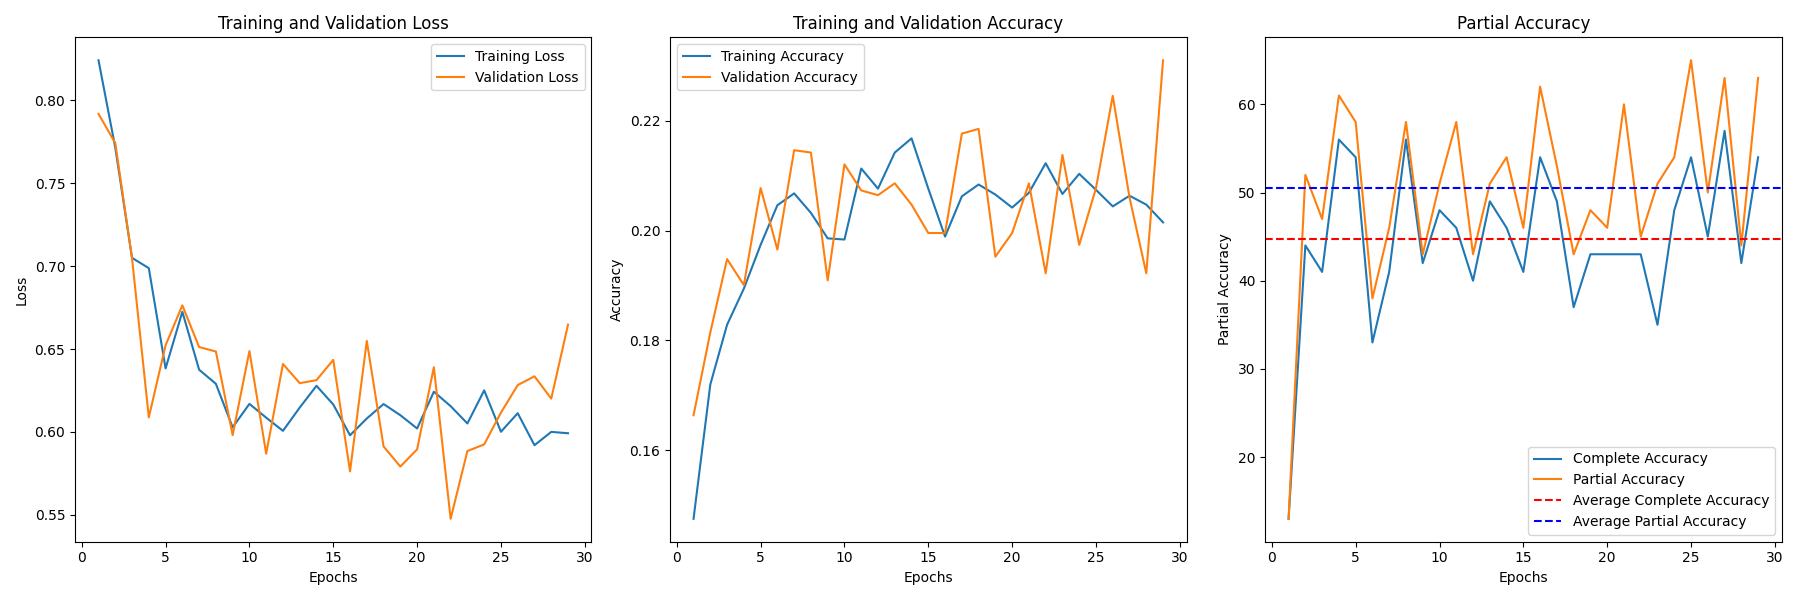 Training and Validation Loss
Training Loss
Validation Loss
0.80
0.75
0.70
0.65
0.60
0.55
Loss
0 5 10 15 20 25 30
Epochs
Training and Validation Accuracy
Training Accuracy
Validation Accuracy
0.22
0.20
0.18
0.16
Accuracy
0 5 10 15 20 25 30
Epochs
Partial Accuracy
60
50
40
30
20
Partial Accuracy
Complete Accuracy
Partial Accuracy
Average Complete Accuracy
Average Partial Accuracy
0 5 10 15 20 25 30
Epochs